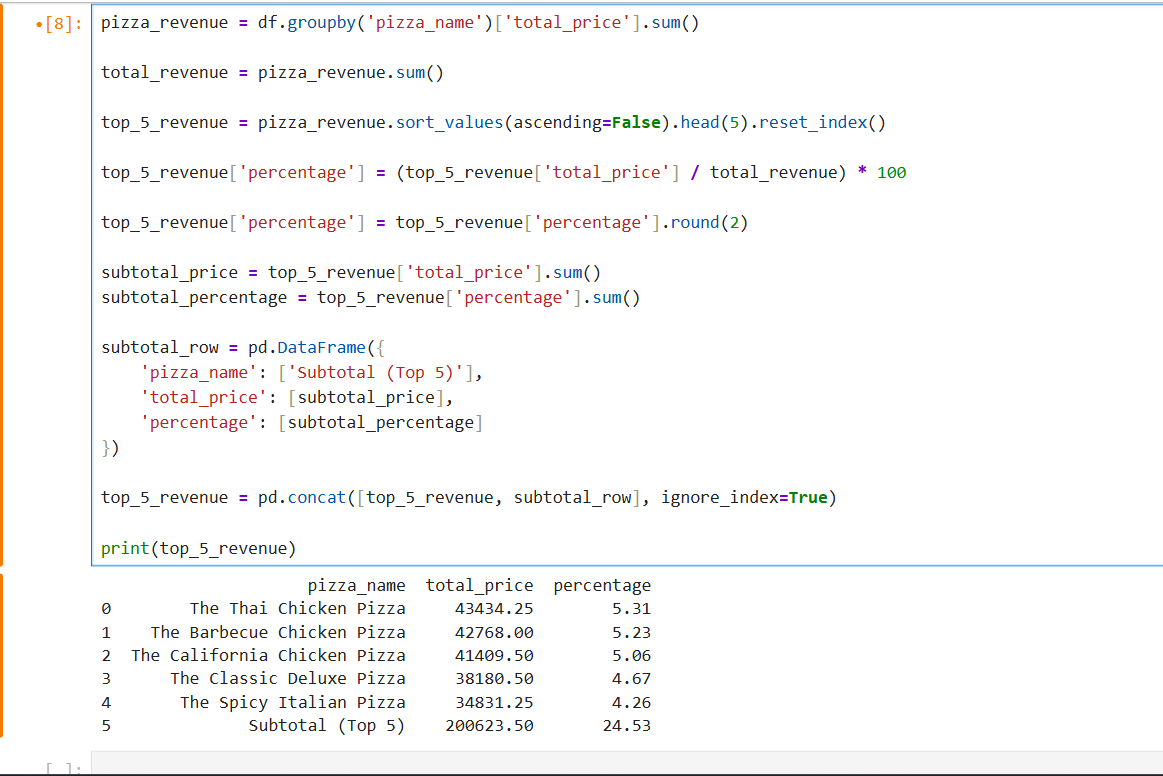 •[8]: pizza_revenue = df.groupby('pizza_name')['total_price'].sum()
total_revenue = pizza_revenue.sum()
top_5_revenue = pizza_revenue.sort_values(ascending=False).head(5).reset_index()
top_5_revenue['percentage'] = (top_5_revenue['total_price'] / total_revenue) * 100
top_5_revenue['percentage'] = top_5_revenue['percentage'].round(2)
subtotal_price = top_5_revenue['total_price'].sum()
subtotal_percentage = top_5_revenue['percentage'].sum()
subtotal_row = pd.DataFrame({
    'pizza_name': ['Subtotal (Top 5)'],
    'total_price': [subtotal_price],
    'percentage': [subtotal_percentage]
})
top_5_revenue = pd.concat([top_5_revenue, subtotal_row], ignore_index=True)
print(top_5_revenue)
pizza_name total_price percentage
0 The Thai Chicken Pizza 43434.25 5.31
1 The Barbecue Chicken Pizza 42768.00 5.23
2 The California Chicken Pizza 41409.50 5.06
3 The Classic Deluxe Pizza 38180.50 4.67
4 The Spicy Italian Pizza 34831.25 4.26
5 Subtotal (Top 5) 200623.50 24.53
[ ]: